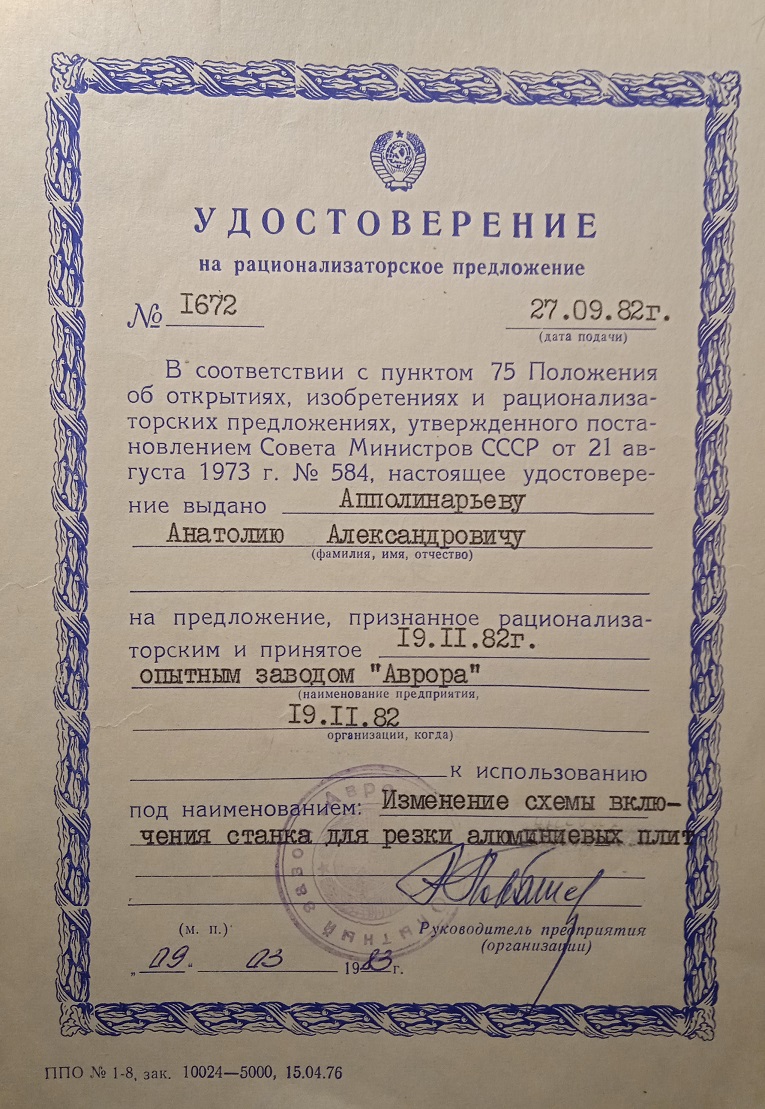 УДОСТОВЕРЕНИЕ
на рационализаторское предложение
№ I672 27.09.82г.
(дата подачи)
В соответствии с пунктом 75 Положения
об открытиях, изобретениях и рационализа-
торских предложениях, утвержденного поста-
новлением Совета Министров СССР от 21 ав-
густа 1973 г. № 584, настоящее удостовере-
ние выдано Апполинарьеву
Анатолию Александровичу
(фамилия, имя, отчество)
на предложение, признанное рационализа-
торским и принятое I9.II.82г.
опытным заводом "Аврора"
(наименование предприятия,
I9.II.82
организации, когда)
к использованию
под наименованием: Изменение схемы вклю-
чения станка для резки алюминиевых плит
(м. п.) Руководитель предприятия
(организации)
„09" 03 1983 г.
ППО № 1-8, зак. 10024—5000, 15.04.76